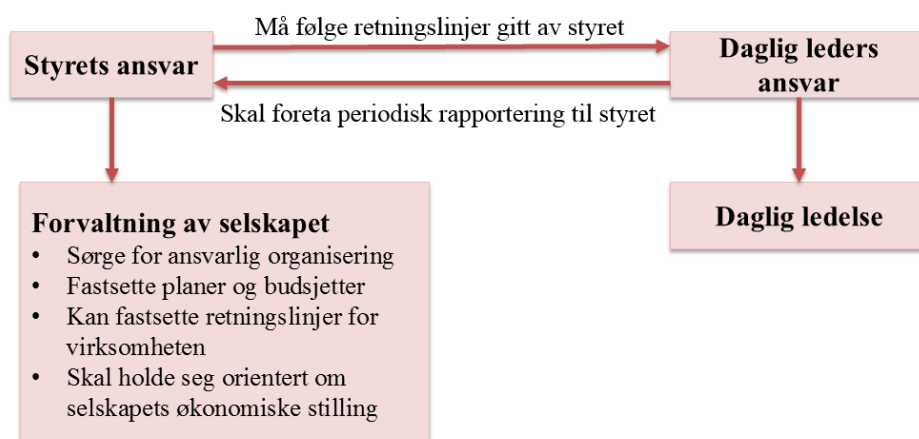 Må følge retningslinjer gitt av styret
Styrets ansvar
Daglig leders
ansvar
Skal foreta periodisk rapportering til styret
Forvaltning av selskapet
• Sørge for ansvarlig organisering
• Fastsette planer og budsjetter
• Kan fastsette retningslinjer for
virksomheten
• Skal holde seg orientert om
selskapets økonomiske stilling
Daglig ledelse